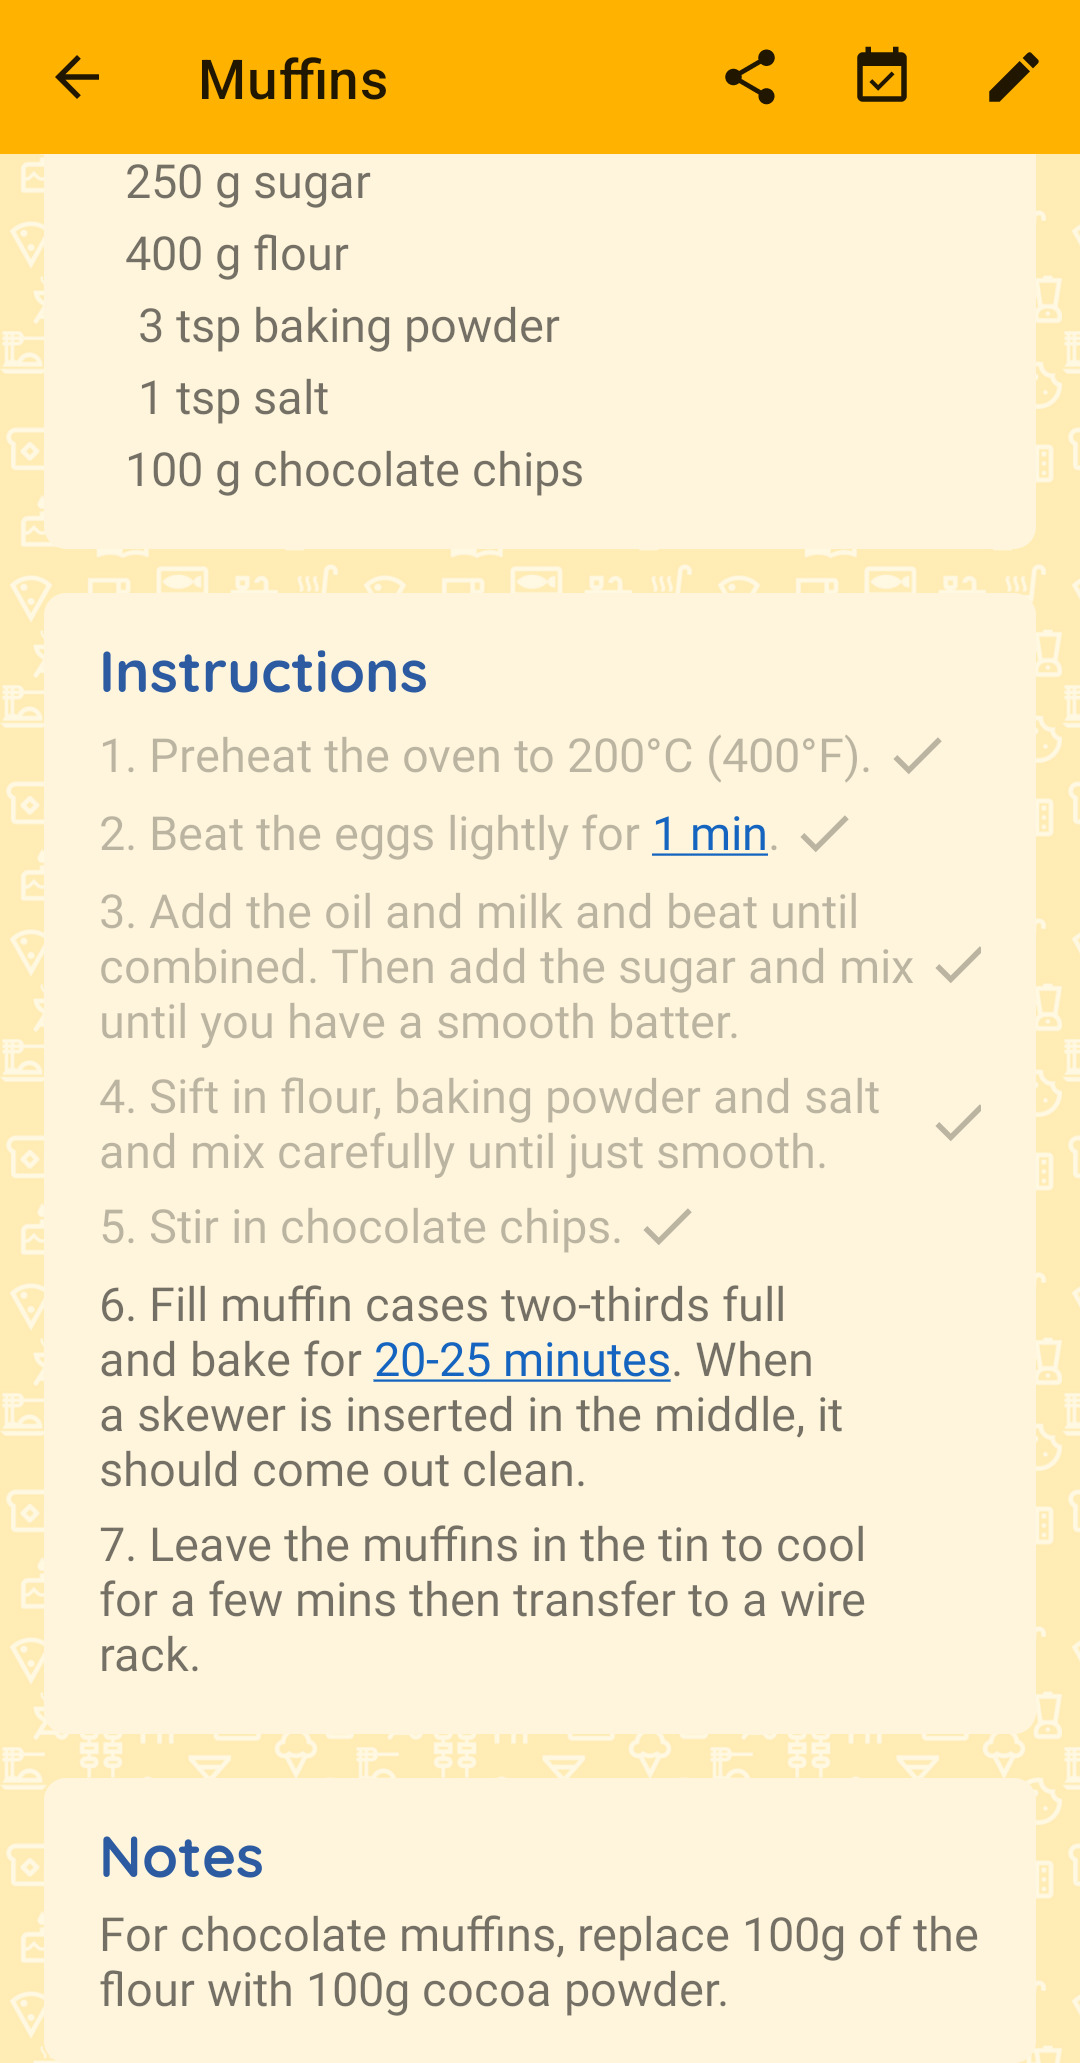 Muffins
250 g sugar
400 g flour
3 tsp baking powder
1 tsp salt
100 g chocolate chips
Instructions
1. Preheat the oven to 200°C (400°F).
2. Beat the eggs lightly for 1 min.
3. Add the oil and milk and beat until
combined. Then add the sugar and mix
until you have a smooth batter.
4. Sift in flour, baking powder and salt
and mix carefully until just smooth.
5. Stir in chocolate chips.
6. Fill muffin cases two-thirds full
and bake for 20-25 minutes. When
a skewer is inserted in the middle, it
should come out clean.
7. Leave the muffins in the tin to cool
for a few mins then transfer to a wire
rack.
Notes
For chocolate muffins, replace 100g of the
flour with 100g cocoa powder.